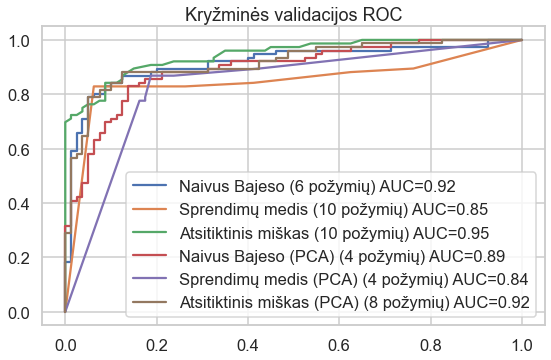 Kryžminės validacijos ROC
1.0
0.8
0.6
0.4
0.2
0.0
Naivus Bajeso (6 požymių) AUC=0.92
Sprendimų medis (10 požymių) AUC=0.85
Atsitiktinis miškas (10 požymių) AUC=0.95
Naivus Bajeso (PCA) (4 požymių) AUC=0.89
Sprendimų medis (PCA) (4 požymių) AUC=0.84
Atsitiktinis miškas (PCA) (8 požymių) AUC=0.92
0.0 0.2 0.4 0.6 0.8 1.0